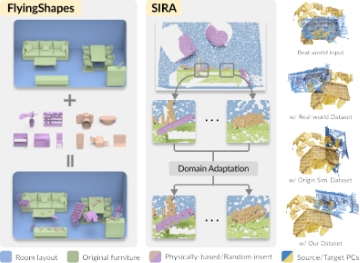 FlyingShapes
SIRA
Real-world Input
w/ Real-world Dataset
Domain Adaptation
w/ Origin Sim. Dataset
w/ Our Dataset
Room layout
Original furniture
Physically-based/Random insert
Source/Target PCs